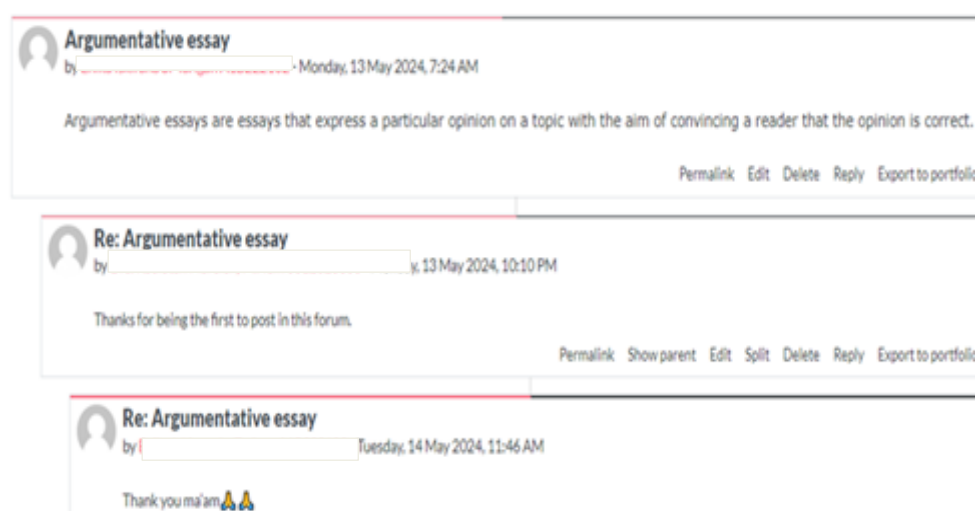 Argumentative essay
by - Monday, 13 May 2024, 7:24 AM
Argumentative essays are essays that express a particular opinion on a topic with the aim of convincing a reader that the opinion is correct.
Permalink Edit Delete Reply Export to portfolio
Re: Argumentative essay
by 13 May 2024, 10:10 PM
Thanks for being the first to post in this forum.
Permalink Show parent Edit Split Delete Reply Export to portfolio
Re: Argumentative essay
by Tuesday, 14 May 2024, 11:46 AM
Thank you ma'am🙏🙏